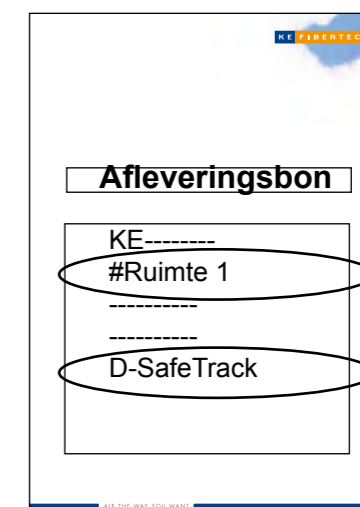 KE FIBERTEC
Afleveringsbon
KE--------
#Ruimte 1
----------
----------
D-SafeTrack
AIR THE WAY YOU WANT